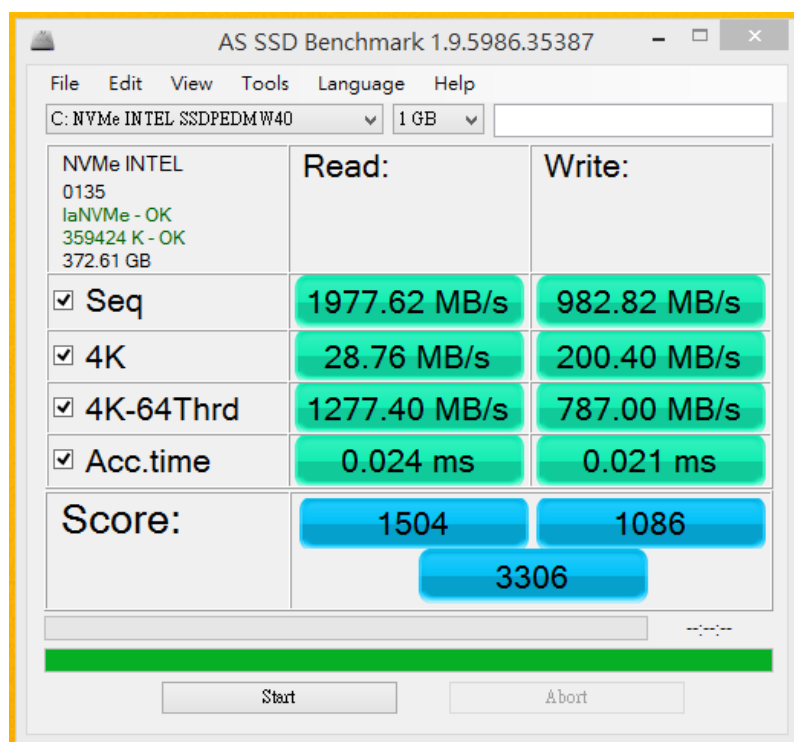 AS SSD Benchmark 1.9.5986.35387
File Edit View Tools Language Help
C: NVMe INTEL SSDPEDMW40 1 GB
NVMe INTEL Read: Write:
0135
IaNVMe - OK
359424 K - OK
372.61 GB
Seq 1977.62 MB/s 982.82 MB/s
4K 28.76 MB/s 200.40 MB/s
4K-64Thrd 1277.40 MB/s 787.00 MB/s
Acc.time 0.024 ms 0.021 ms
Score: 1504 1086
3306
--:--:--
Start Abort